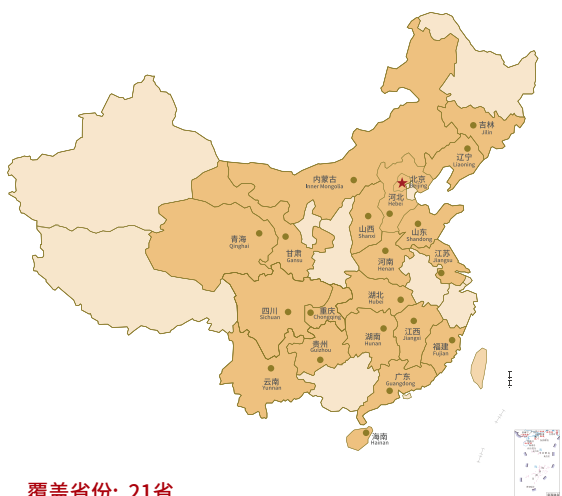 吉林
Jilin
辽宁
Liaoning
内蒙古
Inner Mongolia
北京
Beijing
河北
Hebei
山西
Shanxi
山东
Shandong
青海
Qinghai
甘肃
Gansu
河南
Henan
江苏
Jiangsu
四川
Sichuan
重庆
Chongqing
湖北
Hubei
湖南
Hunan
江西
Jiangxi
贵州
Guizhou
福建
Fujian
云南
Yunnan
广东
Guangdong
海南
Hainan
覆盖省份: 21省